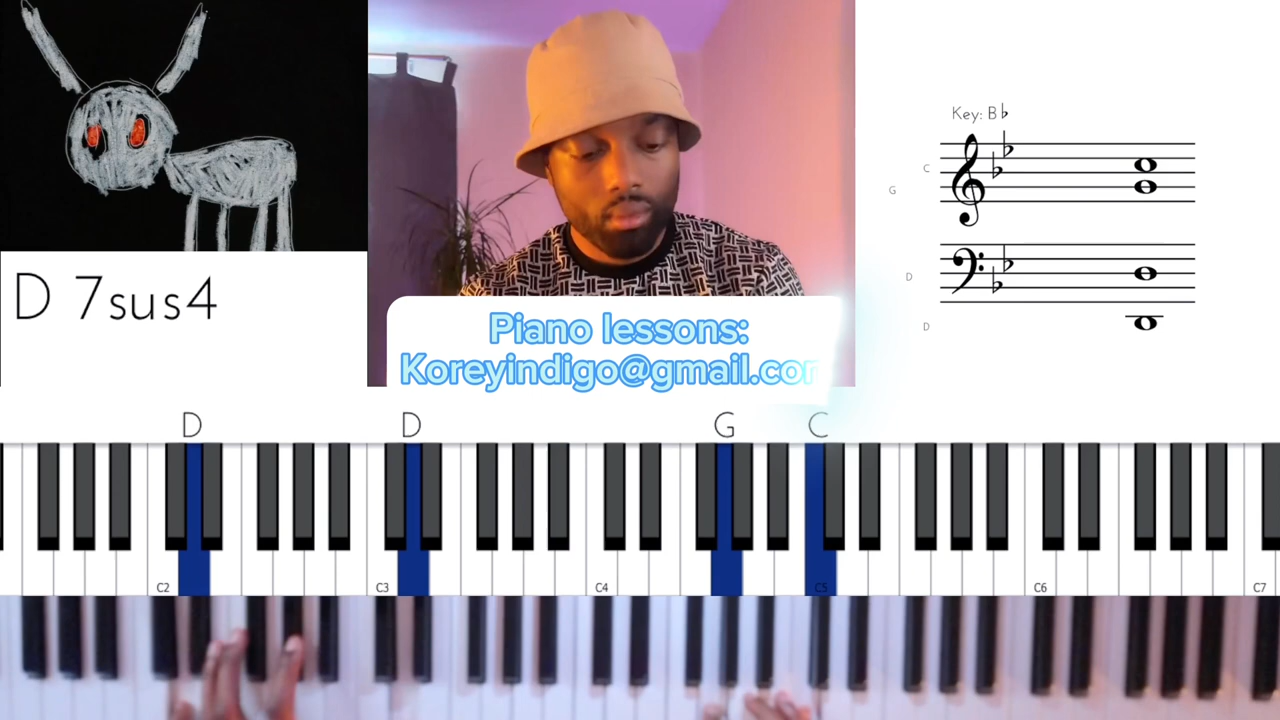 D 7sus4
Piano lessons:
Koreyindigo@gmail.com
Key: B♭
C
G
D
D
D D G C
C2 C3 C4 C5 C6 C7